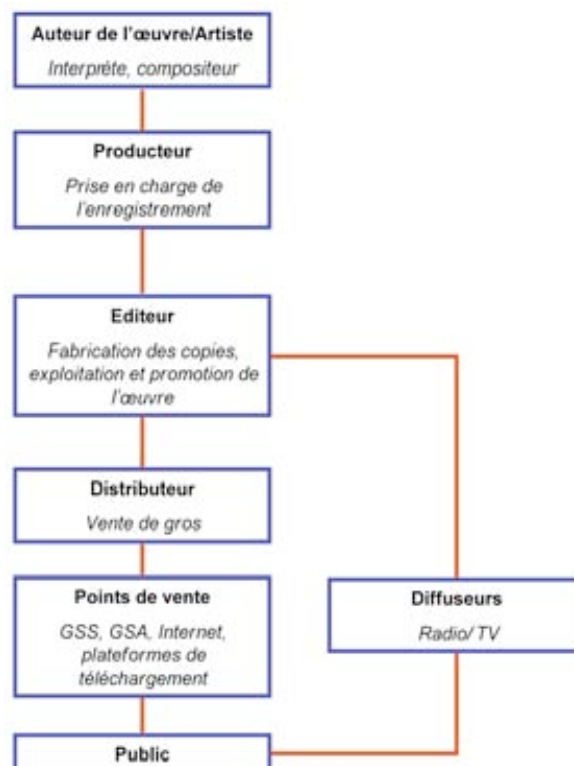 Auteur de l'œuvre/Artiste
Interprète, compositeur
Producteur
Prise en charge de
l'enregistrement
Editeur
Fabrication des copies,
exploitation et promotion de
l'œuvre
Distributeur
Vente de gros
Points de vente
GSS, GSA, Internet,
plateformes de
téléchargement
Diffuseurs
Radio/ TV
Public